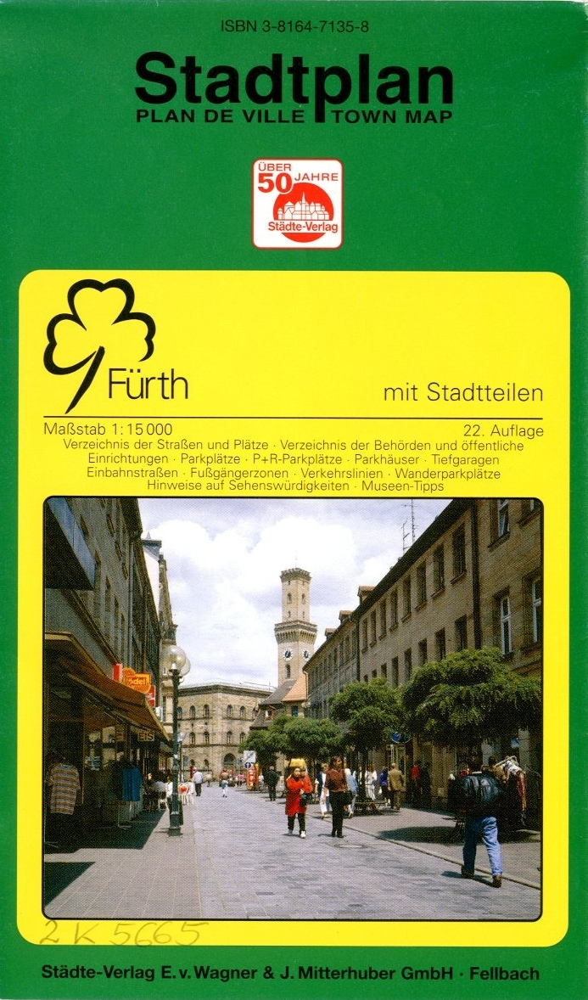 ISBN 3-8164-7135-8
Stadtplan
PLAN DE VILLE TOWN MAP
ÜBER
50 JAHRE
Städte-Verlag
Fürth
mit Stadtteilen
Maßstab 1:15 000
22. Auflage
Verzeichnis der Straßen und Plätze · Verzeichnis der Behörden und öffentliche
Einrichtungen · Parkplätze · P+R-Parkplätze · Parkhäuser · Tiefgaragen
Einbahnstraßen · Fußgängerzonen · Verkehrslinien · Wanderparkplätze
Hinweise auf Sehenswürdigkeiten · Museen-Tipps
EIS
2 K 5665
Städte-Verlag E. v. Wagner & J. Mitterhuber GmbH · Fellbach